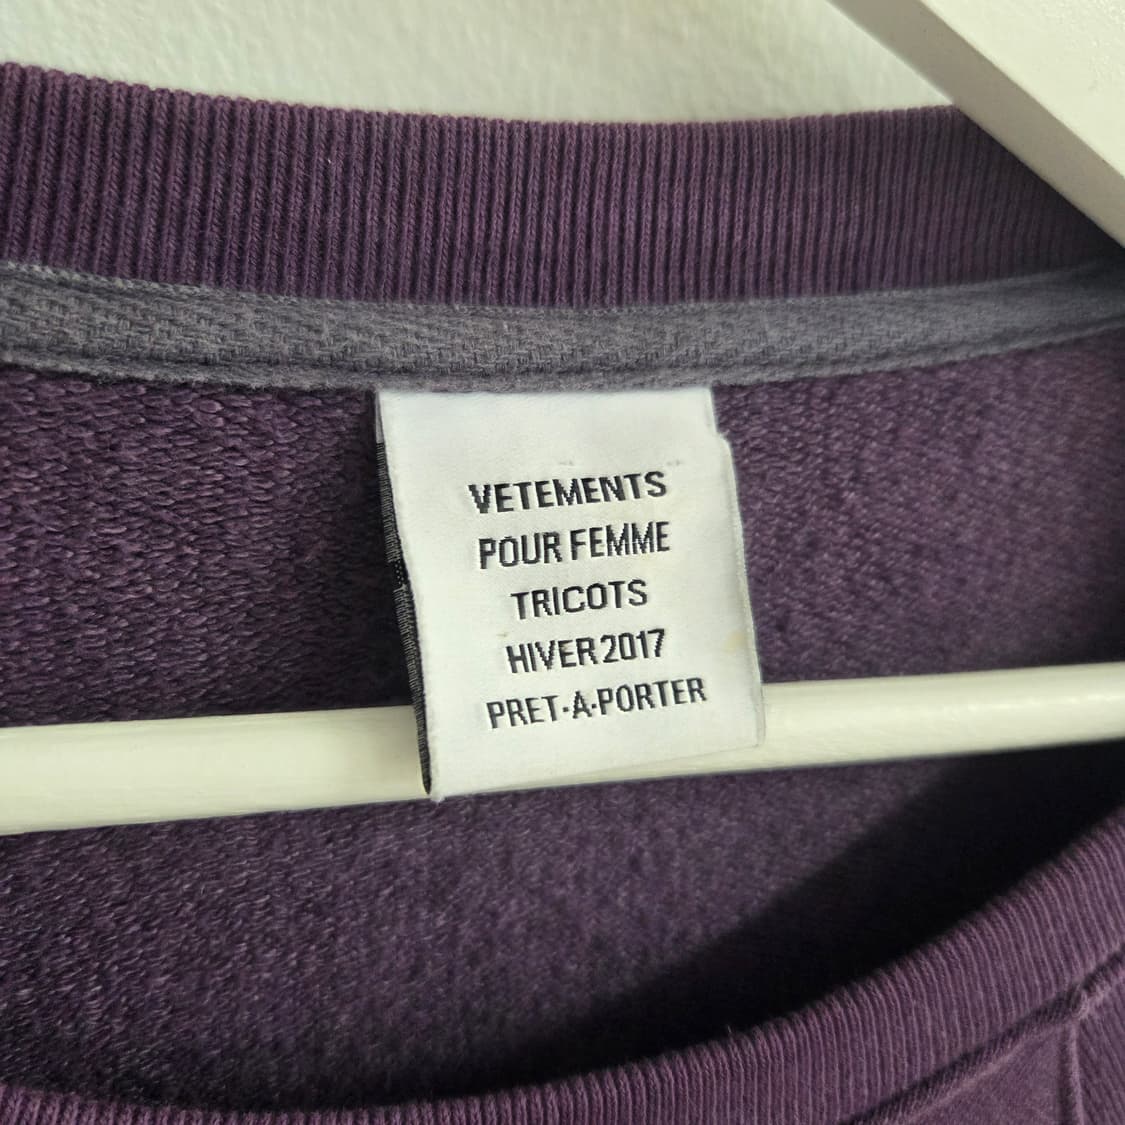 VETEMENTS
POUR FEMME
TRICOTS
HIVER 2017
PRET-A-PORTER